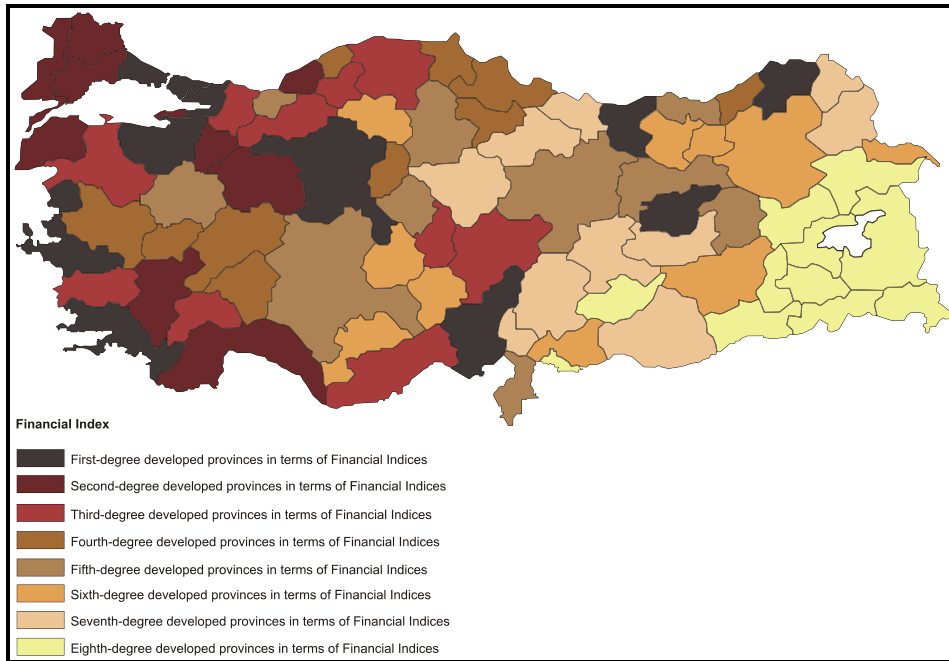 Financial Index
First-degree developed provinces in terms of Financial Indices
Second-degree developed provinces in terms of Financial Indices
Third-degree developed provinces in terms of Financial Indices
Fourth-degree developed provinces in terms of Financial Indices
Fifth-degree developed provinces in terms of Financial Indices
Sixth-degree developed provinces in terms of Financial Indices
Seventh-degree developed provinces in terms of Financial Indices
Eighth-degree developed provinces in terms of Financial Indices